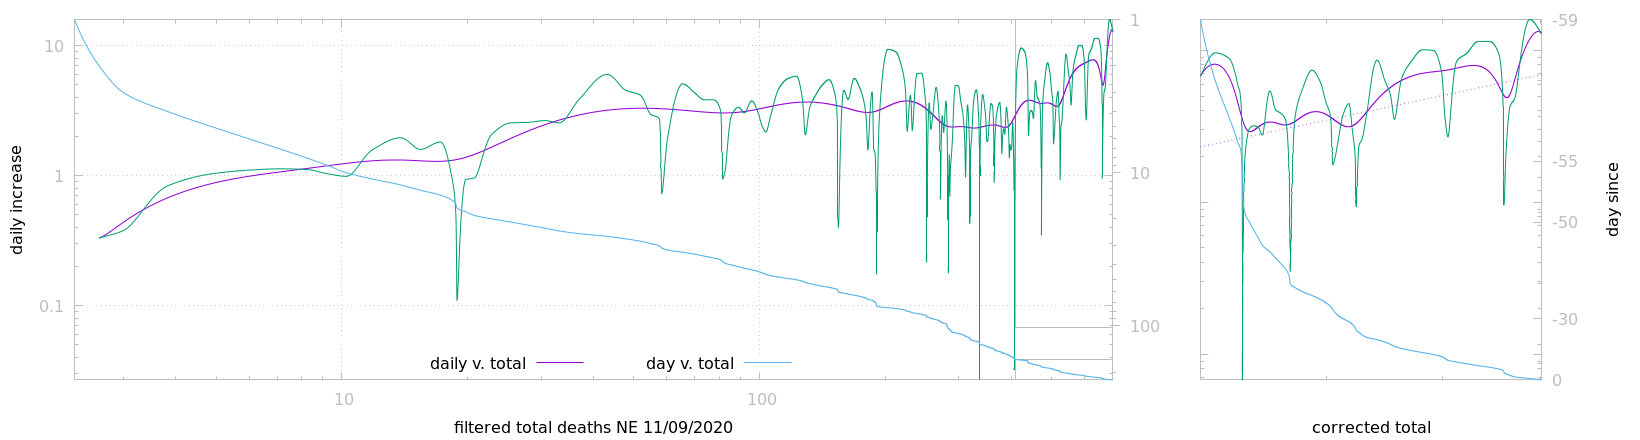 daily increase
10
1
0.1
10
100
1
10
100
daily v. total
day v. total
filtered total deaths NE 11/09/2020
-59
-55
-50
-30
0
day since
corrected total